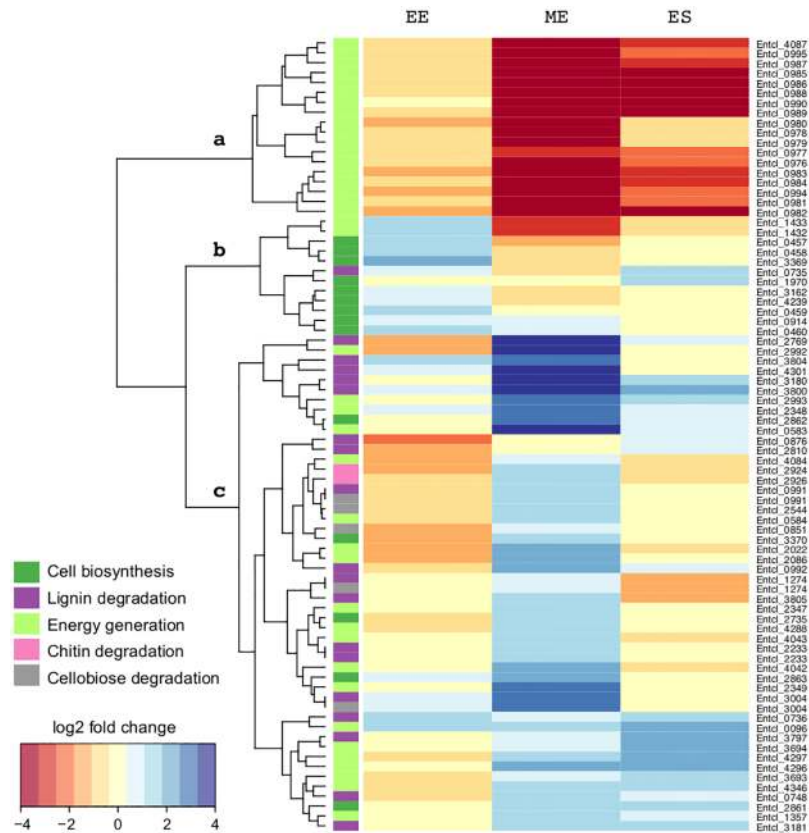 EE ME ES
Entcl_4087
Entcl_0995
Entcl_0987
Entcl_0985
Entcl_0986
Entcl_0988
Entcl_0990
Entcl_0989
Entcl_0980
a
Entcl_0978
Entcl_0979
Entcl_0977
Entcl_0976
Entcl_0983
Entcl_0984
Entcl_0994
Entcl_0981
Entcl_0982
Entcl_1433
Entcl_1432
Entcl_0457
b
Entcl_0458
Entcl_3369
Entcl_0735
Entcl_1970
Entcl_3162
Entcl_4239
Entcl_0459
Entcl_0914
Entcl_0460
Entcl_2769
Entcl_2992
Entcl_3804
Entcl_4301
Entcl_3180
Entcl_3800
Entcl_2993
Entcl_2348
Entcl_2862
Entcl_0583
Entcl_0876
Entcl_2810
Entcl_4084
Entcl_2924
Entcl_2926
c
Entcl_0991
Entcl_0991
Entcl_2544
Entcl_0584
Entcl_0851
Entcl_3370
Entcl_2022
Entcl_2086
Entcl_0992
Entcl_1274
Entcl_1274
Entcl_3805
Entcl_2347
Entcl_2735
Entcl_4288
Entcl_4043
Entcl_2233
Entcl_2233
Entcl_4042
Entcl_2863
Entcl_2349
Entcl_3004
Entcl_3004
Entcl_0736
Entcl_0096
Entcl_3797
Entcl_3694
Entcl_4297
Entcl_4296
Entcl_3693
Entcl_4346
Entcl_0748
Entcl_2861
Entcl_1357
Entcl_3181
Cell biosynthesis
Lignin degradation
Energy generation
Chitin degradation
Cellobiose degradation
log2 fold change
−4 −2 0 2 4